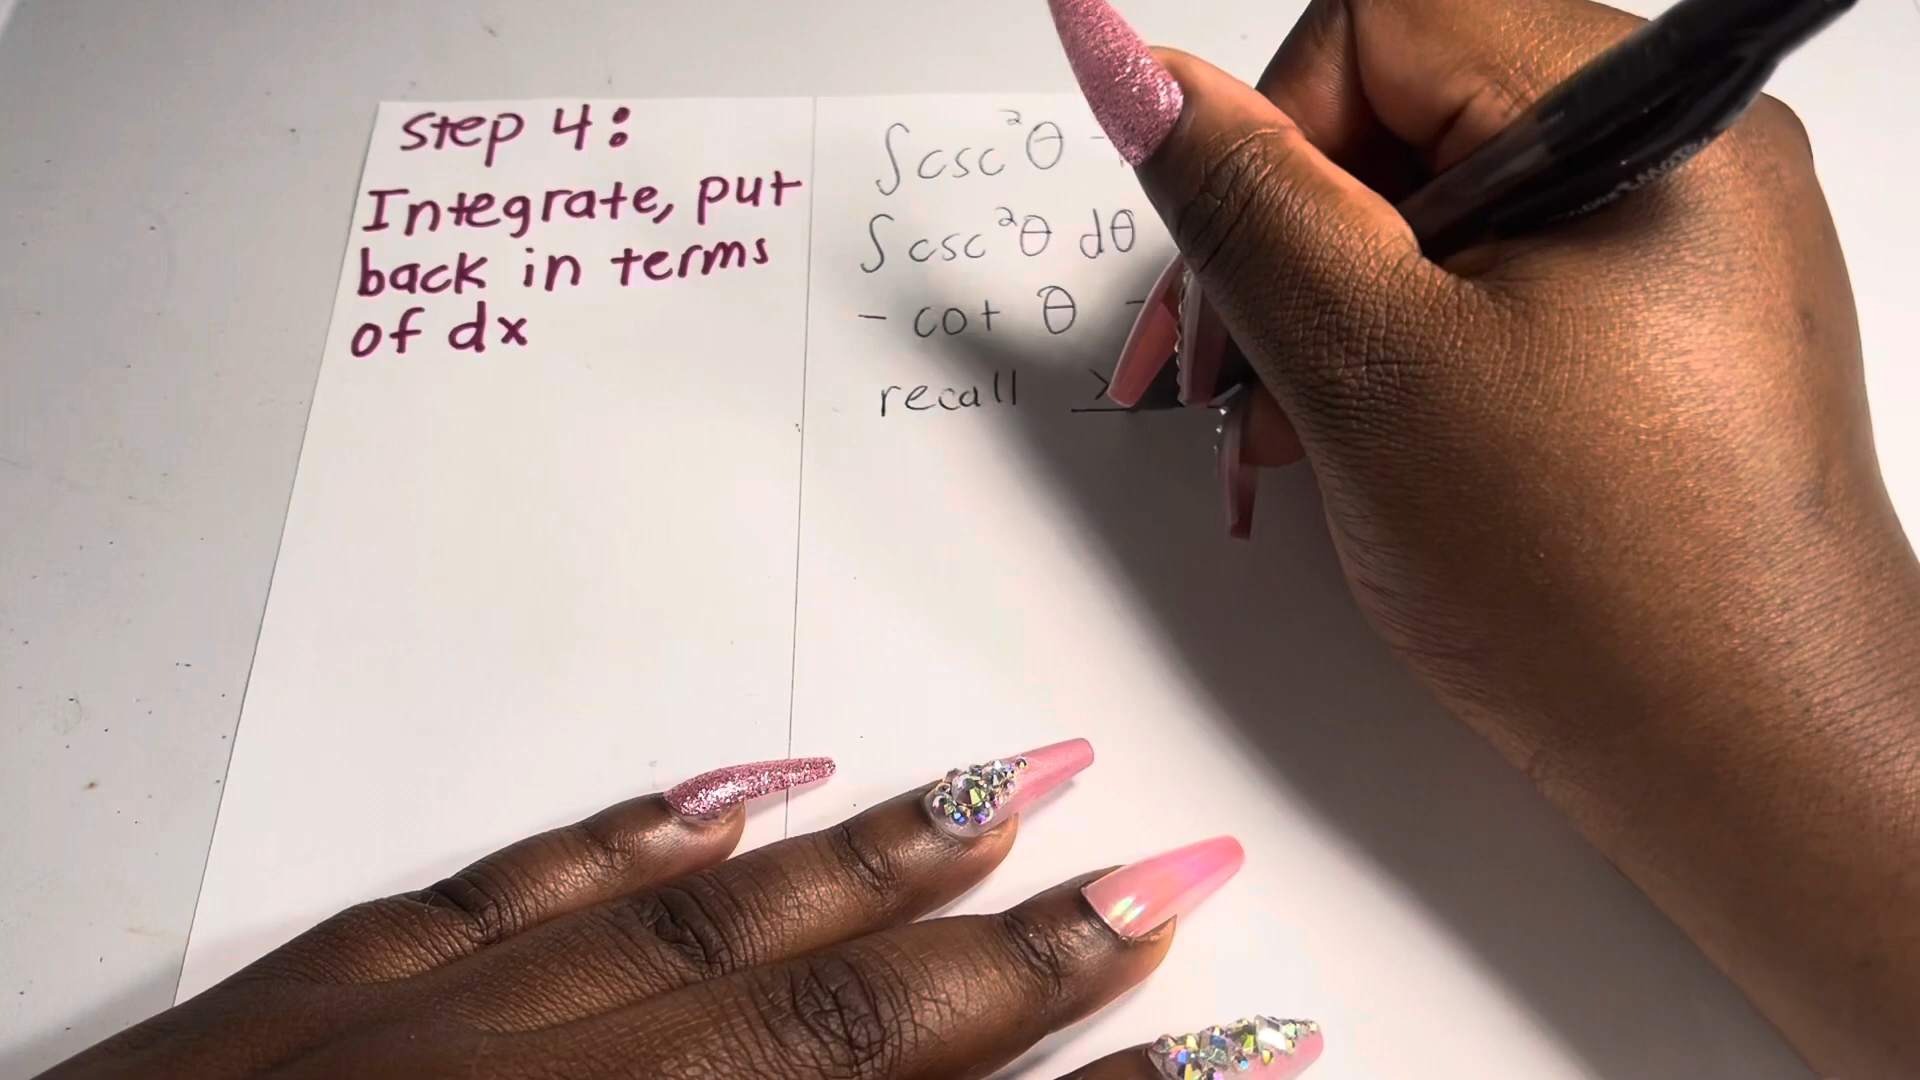 Step 4:
Integrate, put
back in terms
of dx
∫csc²θ -
∫csc²θ dθ
- cot θ -
recall